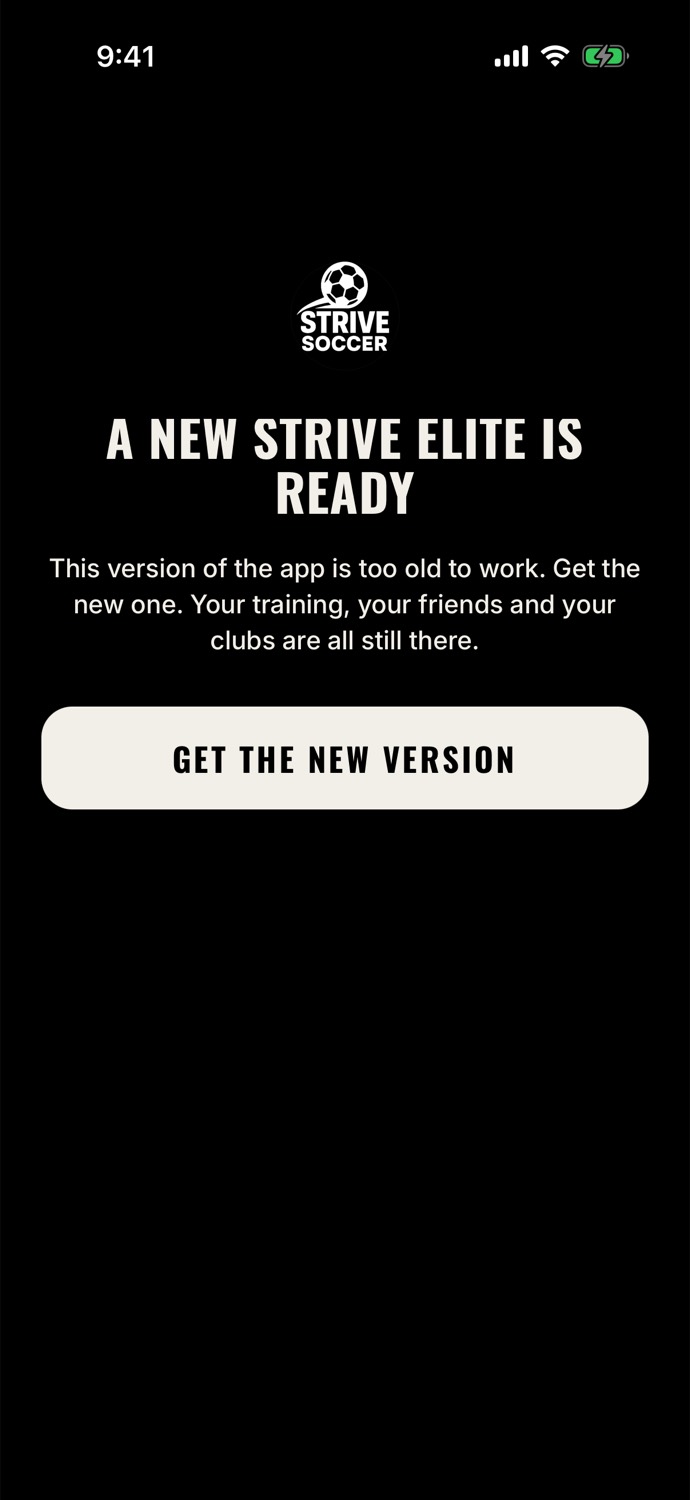 9:41
STRIVE
SOCCER
A NEW STRIVE ELITE IS
READY
This version of the app is too old to work. Get the
new one. Your training, your friends and your
clubs are all still there.
GET THE NEW VERSION